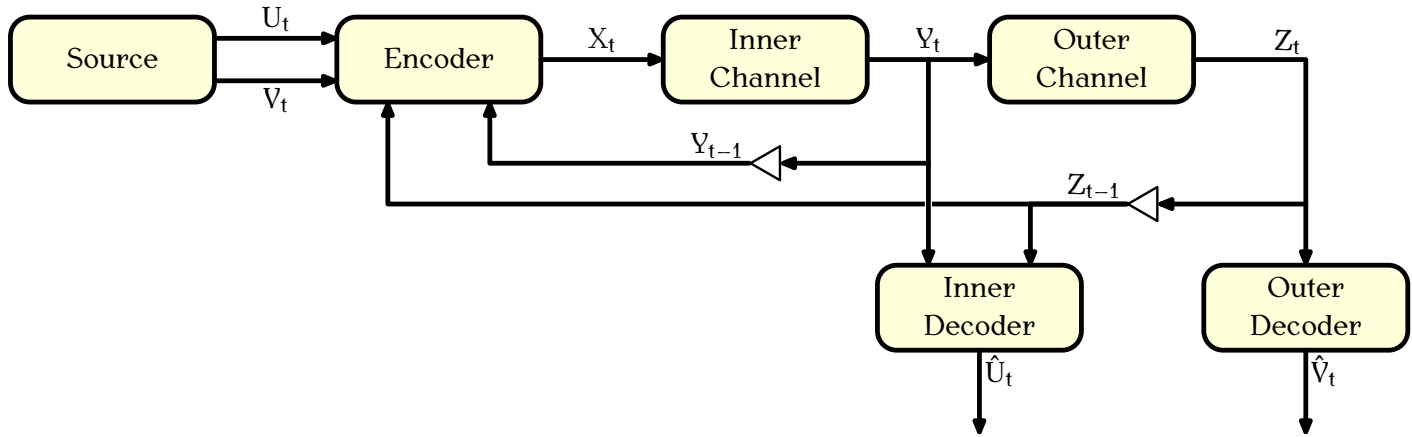 U_t
Source
V_t
Encoder
X_t
Inner
Channel
Y_t
Outer
Channel
Z_t
Y_{t−1}
Z_{t−1}
Inner
Decoder
Outer
Decoder
Û_t
V̂_t